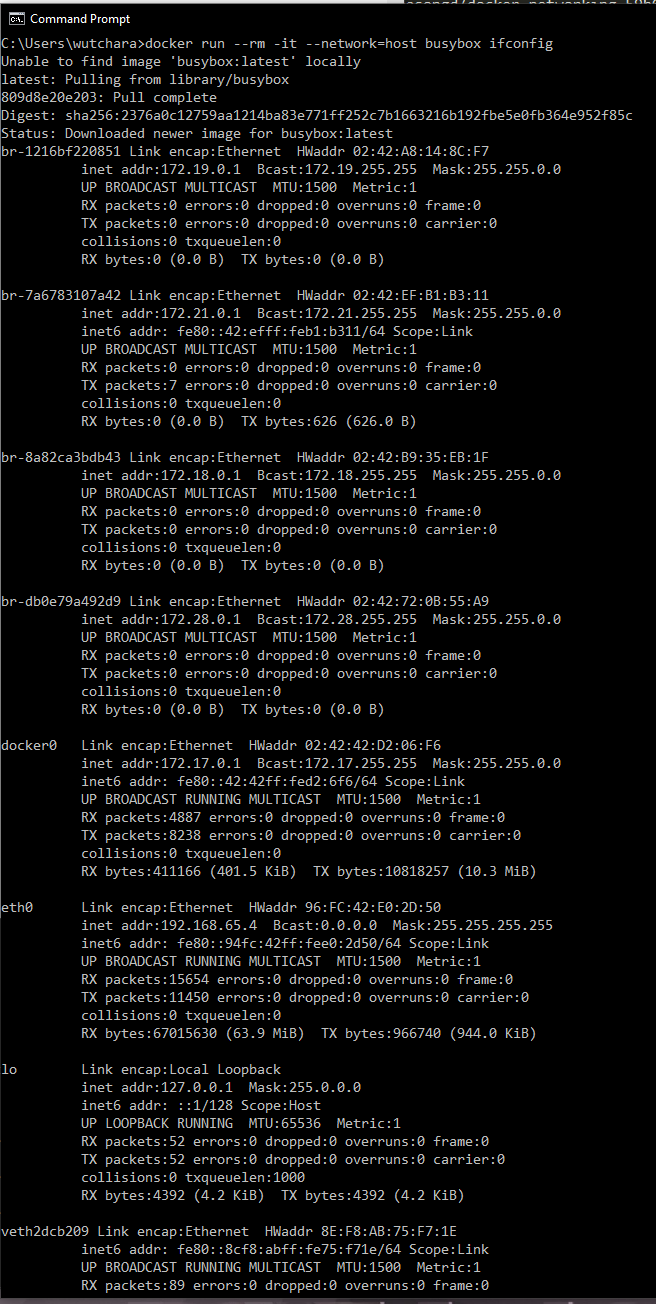 Command Prompt
C:\Users\wutchara>docker run --rm -it --network=host busybox ifconfig
Unable to find image 'busybox:latest' locally
latest: Pulling from library/busybox
809d8e20e203: Pull complete
Digest: sha256:2376a0c12759aa1214ba83e771ff252c7b1663216b192fbe5e0fb364e952f85c
Status: Downloaded newer image for busybox:latest
br-1216bf220851 Link encap:Ethernet  HWaddr 02:42:A8:14:8C:F7
          inet addr:172.19.0.1  Bcast:172.19.255.255  Mask:255.255.0.0
          UP BROADCAST MULTICAST  MTU:1500  Metric:1
          RX packets:0 errors:0 dropped:0 overruns:0 frame:0
          TX packets:0 errors:0 dropped:0 overruns:0 carrier:0
          collisions:0 txqueuelen:0
          RX bytes:0 (0.0 B)  TX bytes:0 (0.0 B)

br-7a6783107a42 Link encap:Ethernet  HWaddr 02:42:EF:B1:B3:11
          inet addr:172.21.0.1  Bcast:172.21.255.255  Mask:255.255.0.0
          inet6 addr: fe80::42:efff:feb1:b311/64 Scope:Link
          UP BROADCAST MULTICAST  MTU:1500  Metric:1
          RX packets:0 errors:0 dropped:0 overruns:0 frame:0
          TX packets:7 errors:0 dropped:0 overruns:0 carrier:0
          collisions:0 txqueuelen:0
          RX bytes:0 (0.0 B)  TX bytes:626 (626.0 B)

br-8a82ca3bdb43 Link encap:Ethernet  HWaddr 02:42:B9:35:EB:1F
          inet addr:172.18.0.1  Bcast:172.18.255.255  Mask:255.255.0.0
          UP BROADCAST MULTICAST  MTU:1500  Metric:1
          RX packets:0 errors:0 dropped:0 overruns:0 frame:0
          TX packets:0 errors:0 dropped:0 overruns:0 carrier:0
          collisions:0 txqueuelen:0
          RX bytes:0 (0.0 B)  TX bytes:0 (0.0 B)

br-db0e79a492d9 Link encap:Ethernet  HWaddr 02:42:72:0B:55:A9
          inet addr:172.28.0.1  Bcast:172.28.255.255  Mask:255.255.0.0
          UP BROADCAST MULTICAST  MTU:1500  Metric:1
          RX packets:0 errors:0 dropped:0 overruns:0 frame:0
          TX packets:0 errors:0 dropped:0 overruns:0 carrier:0
          collisions:0 txqueuelen:0
          RX bytes:0 (0.0 B)  TX bytes:0 (0.0 B)

docker0   Link encap:Ethernet  HWaddr 02:42:42:D2:06:F6
          inet addr:172.17.0.1  Bcast:172.17.255.255  Mask:255.255.0.0
          inet6 addr: fe80::42:42ff:fed2:6f6/64 Scope:Link
          UP BROADCAST RUNNING MULTICAST  MTU:1500  Metric:1
          RX packets:4887 errors:0 dropped:0 overruns:0 frame:0
          TX packets:8238 errors:0 dropped:0 overruns:0 carrier:0
          collisions:0 txqueuelen:0
          RX bytes:411166 (401.5 KiB)  TX bytes:10818257 (10.3 MiB)

eth0      Link encap:Ethernet  HWaddr 96:FC:42:E0:2D:50
          inet addr:192.168.65.4  Bcast:0.0.0.0  Mask:255.255.255.255
          inet6 addr: fe80::94fc:42ff:fee0:2d50/64 Scope:Link
          UP BROADCAST RUNNING MULTICAST  MTU:1500  Metric:1
          RX packets:15654 errors:0 dropped:0 overruns:0 frame:0
          TX packets:11450 errors:0 dropped:0 overruns:0 carrier:0
          collisions:0 txqueuelen:0
          RX bytes:67015630 (63.9 MiB)  TX bytes:966740 (944.0 KiB)

lo        Link encap:Local Loopback
          inet addr:127.0.0.1  Mask:255.0.0.0
          inet6 addr: ::1/128 Scope:Host
          UP LOOPBACK RUNNING  MTU:65536  Metric:1
          RX packets:52 errors:0 dropped:0 overruns:0 frame:0
          TX packets:52 errors:0 dropped:0 overruns:0 carrier:0
          collisions:0 txqueuelen:1000
          RX bytes:4392 (4.2 KiB)  TX bytes:4392 (4.2 KiB)

veth2dcb209 Link encap:Ethernet  HWaddr 8E:F8:AB:75:F7:1E
          inet6 addr: fe80::8cf8:abff:fe75:f71e/64 Scope:Link
          UP BROADCAST RUNNING MULTICAST  MTU:1500  Metric:1
          RX packets:89 errors:0 dropped:0 overruns:0 frame:0